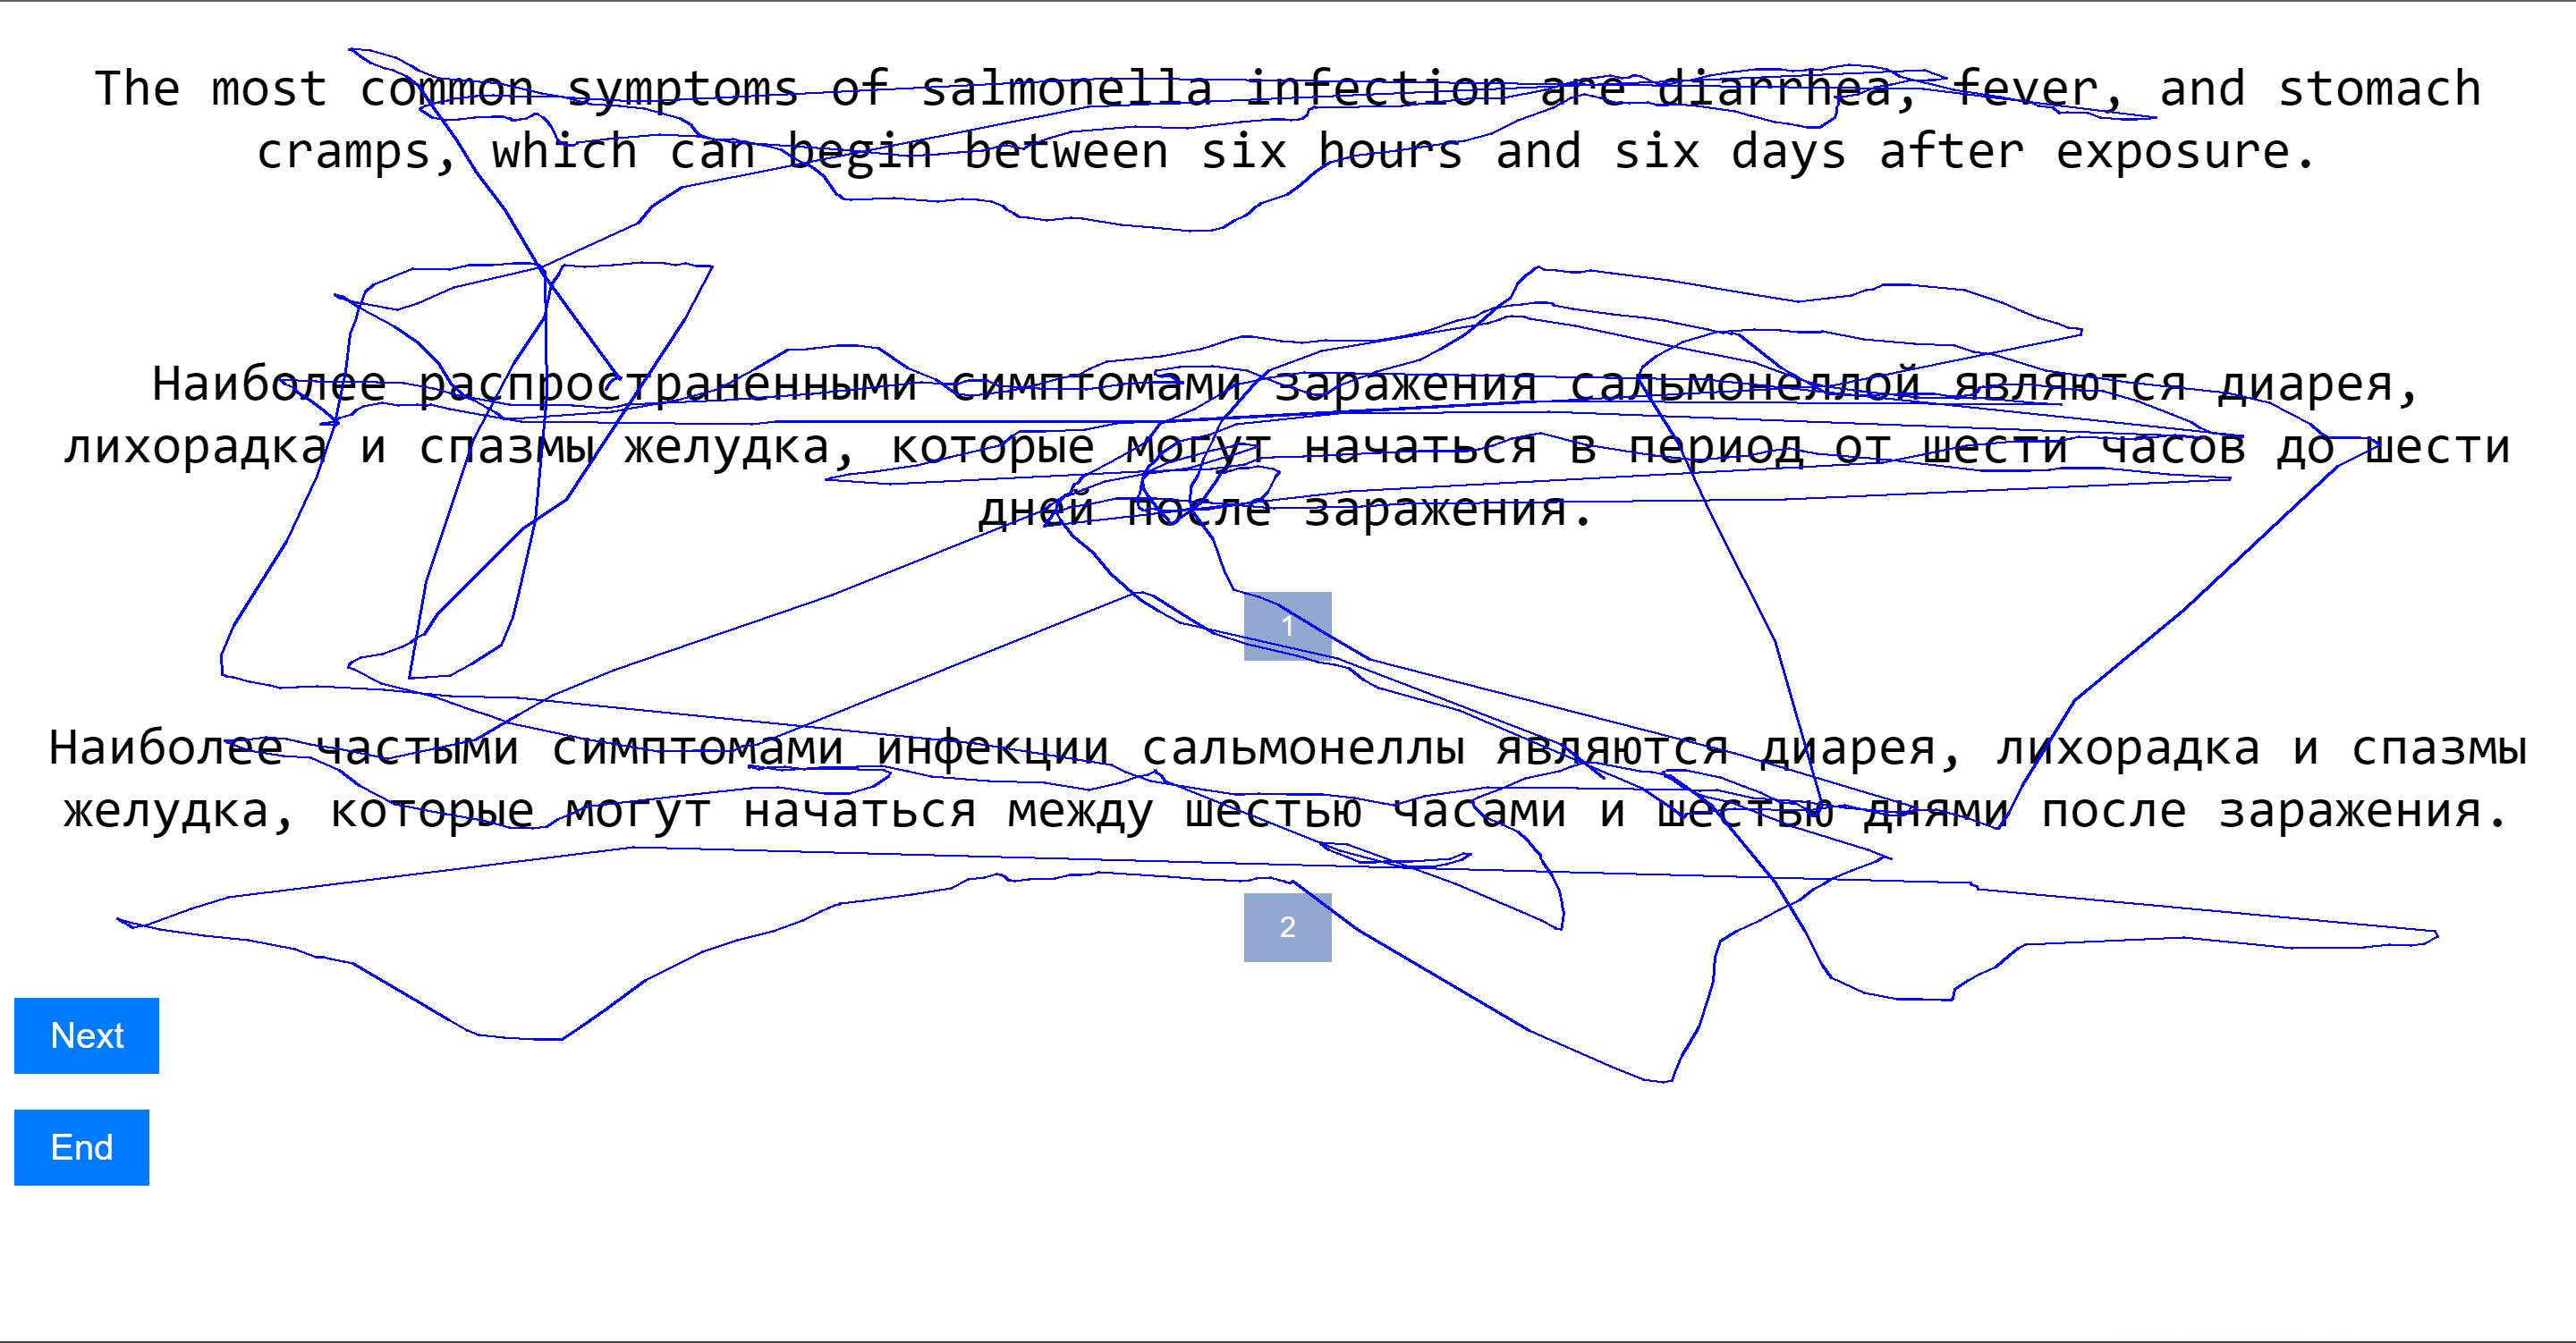 The most common symptoms of salmonella infection are diarrhea, fever, and stomach
cramps, which can begin between six hours and six days after exposure.
Наиболее распространенными симптомами заражения сальмонеллой являются диарея,
лихорадка и спазмы желудка, которые могут начаться в период от шести часов до шести
дней после заражения.
1
Наиболее частыми симптомами инфекции сальмонеллы являются диарея, лихорадка и спазмы
желудка, которые могут начаться между шестью часами и шестью днями после заражения.
2
Next
End